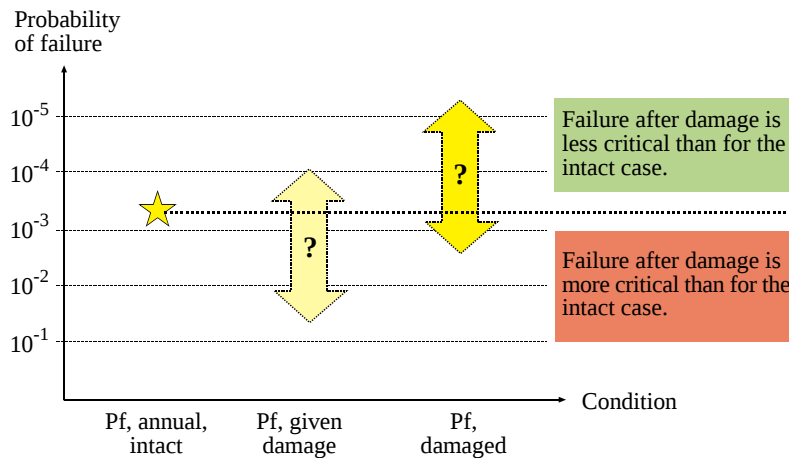 Probability
of failure
10-5
10-4
10-3
10-2
10-1
?
?
Failure after damage is
less critical than for the
intact case.
Failure after damage is
more critical than for the
intact case.
Condition
Pf, annual,
intact
Pf, given
damage
Pf,
damaged